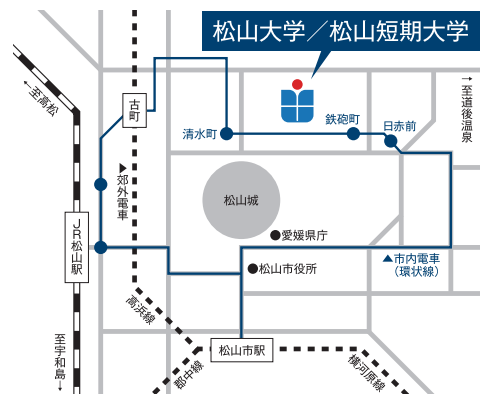 松山大学／松山短期大学
←至高松
古町
清水町
鉄砲町
日赤前
→至道後温泉
▶郊外電車
松山城
JR松山駅
●愛媛県庁
●松山市役所
▲市内電車
（環状線）
高浜線
至宇和島→
松山市駅
郡中線
横河原線